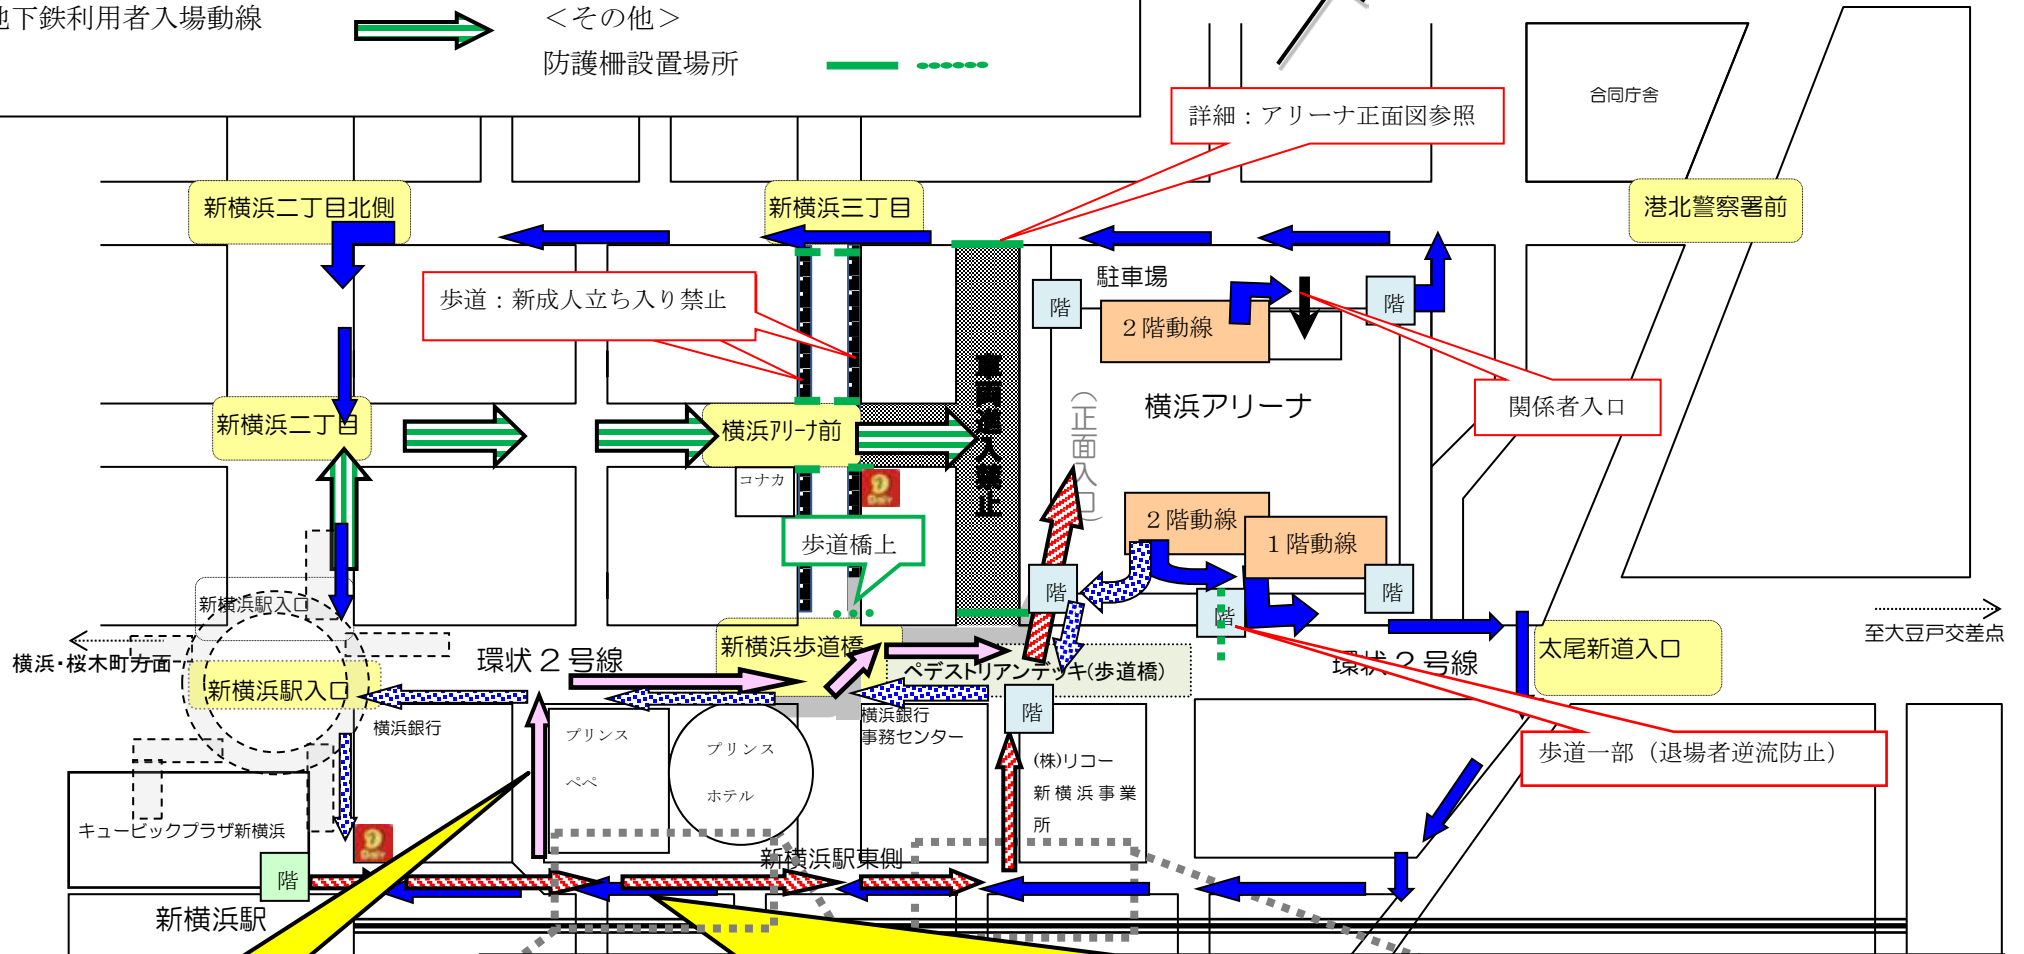 地下鉄利用者入場動線
＜その他＞
防護柵設置場所
合同庁舎
詳細：アリーナ正面図参照
新横浜二丁目北側
新横浜三丁目
港北警察署前
歩道：新成人立ち入り禁止
階
駐車場
階
２階動線
車両進入禁止
（正面入口）
横浜アリーナ
関係者入口
新横浜二丁目
横浜ｱﾘｰﾅ前
コナカ
歩道橋上
２階動線
１階動線
階
階
階
新横浜駅入口
横浜・桜木町方面
環状２号線
新横浜歩道橋
ペデストリアンデッキ(歩道橋)
環状２号線
太尾新道入口
至大豆戸交差点
新横浜駅入口
横浜銀行
プリンス
ペペ
プリンス
ホテル
横浜銀行
事務センター
階
(株)リコー
新横浜事業
所
歩道一部（退場者逆流防止）
キュービックプラザ新横浜
階
新横浜駅東側
新横浜駅